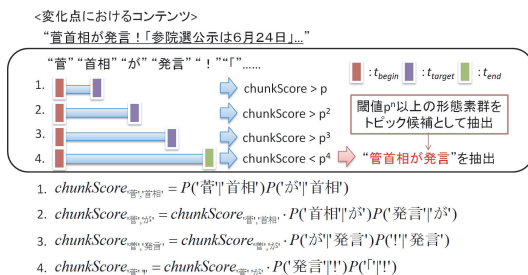 <変化点におけるコンテンツ>
“菅首相が発言！「参院選公示は６月24日」…”
“菅” “首相” “が” “発言” “！” “「”……
1. chunkScore > p
2. chunkScore > p²
3. chunkScore > p³
4. chunkScore < p⁴
：t_begin ：t_target ：t_end
閾値pⁿ以上の形態素群を
トピック候補として抽出
“管首相が発言”を抽出
1. chunkScore_'菅','首相' = P('菅'|'首相')P('が'|'首相')
2. chunkScore_'菅','が' = chunkScore_'菅','首相' · P('首相'|'が')P('発言'|'が')
3. chunkScore_'菅','発言' = chunkScore_'菅','が' · P('が'|'発言')P('!'|'発言')
4. chunkScore_'菅','!' = chunkScore_'菅','が' · P('発言'|'!')P('「'|'!')